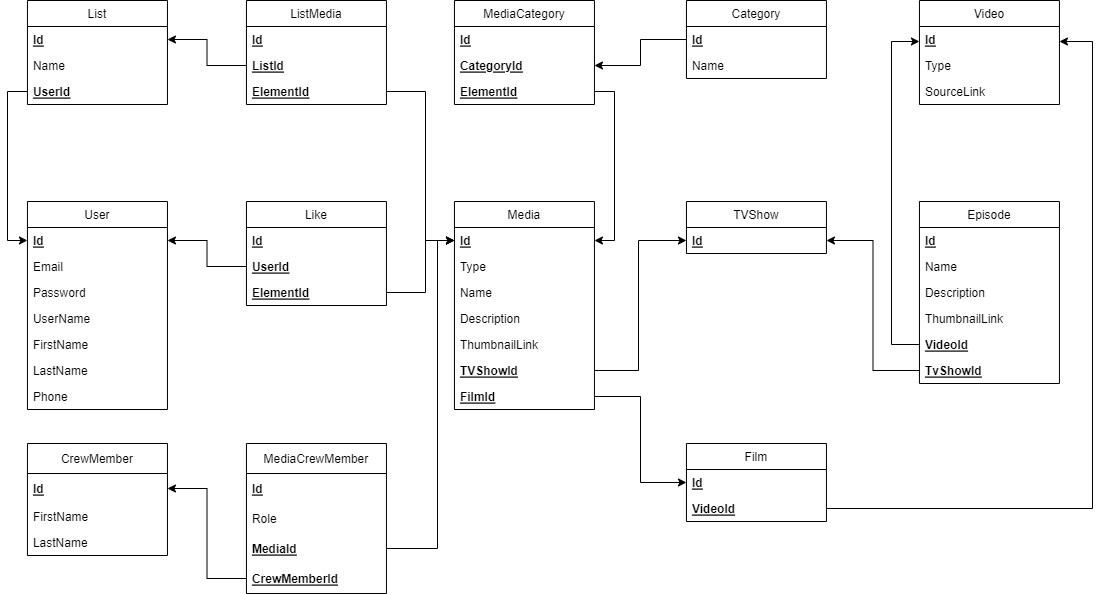 List
Id
Name
UserId
ListMedia
Id
ListId
ElementId
MediaCategory
Id
CategoryId
ElementId
Category
Id
Name
Video
Id
Type
SourceLink
User
Id
Email
Password
UserName
FirstName
LastName
Phone
Like
Id
UserId
ElementId
Media
Id
Type
Name
Description
ThumbnailLink
TVShowId
FilmId
TVShow
Id
Episode
Id
Name
Description
ThumbnailLink
VideoId
TvShowId
CrewMember
Id
FirstName
LastName
MediaCrewMember
Id
Role
MediaId
CrewMemberId
Film
Id
VideoId